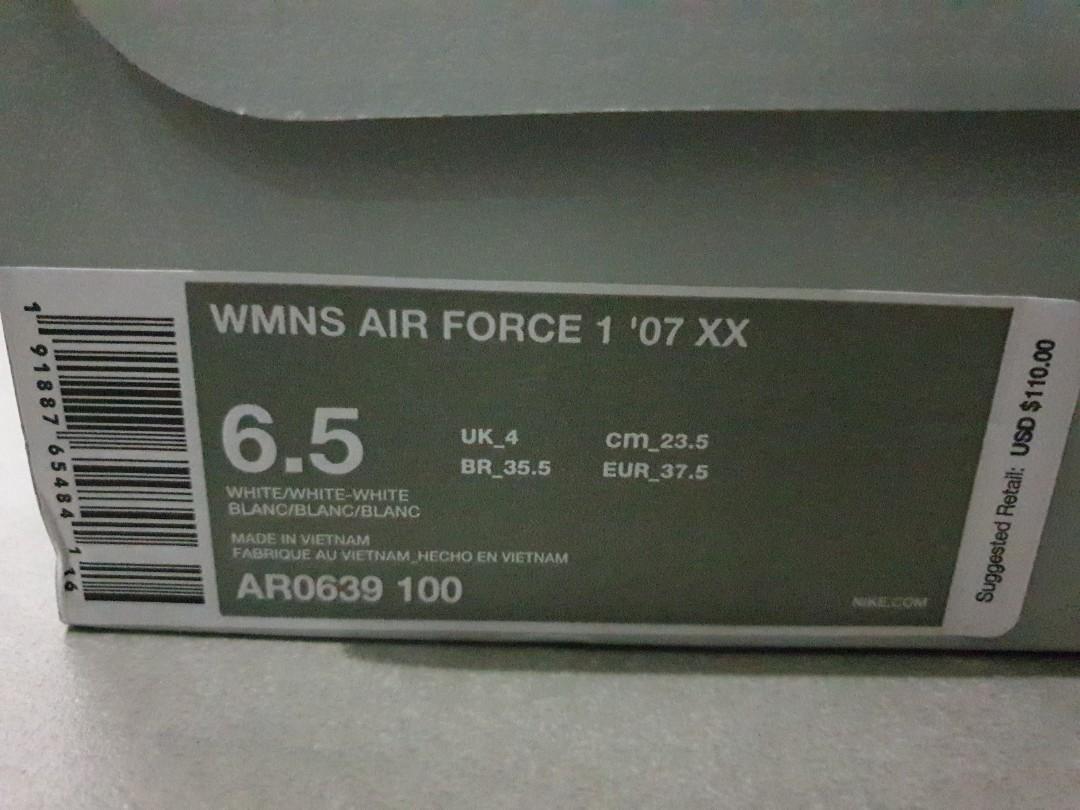 WMNS AIR FORCE 1 '07 XX
6.5
UK_4
cm_23.5
BR_35.5
EUR_37.5
WHITE/WHITE-WHITE
BLANC/BLANC/BLANC
MADE IN VIETNAM
FABRIQUE AU VIETNAM_HECHO EN VIETNAM
AR0639 100
NIKE.COM
1 91887 65484 1 16
Suggested Retail: USD $110.00